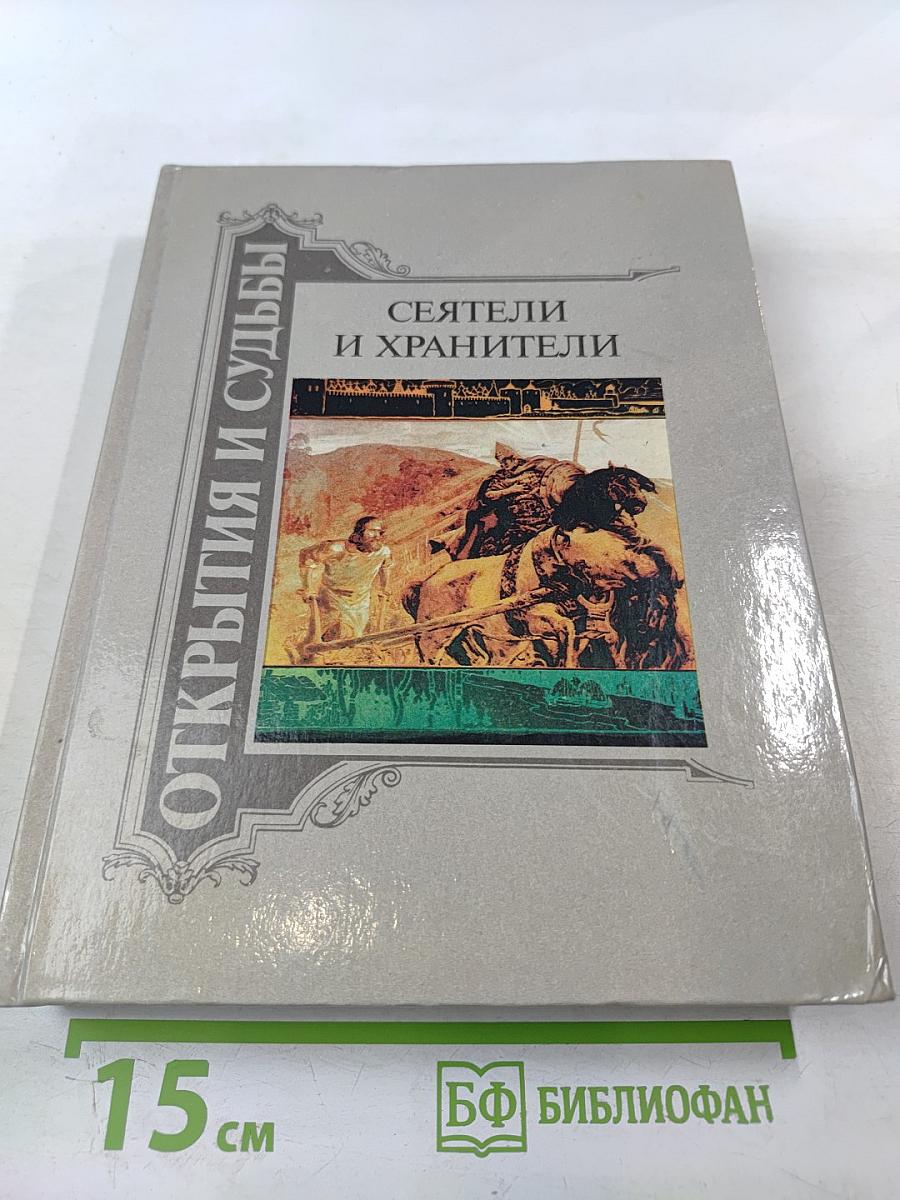 ОТКРЫТИЯ И СУДЬБЫ
СЕЯТЕЛИ
И ХРАНИТЕЛИ
15 см
БФ БИБЛИОФАН